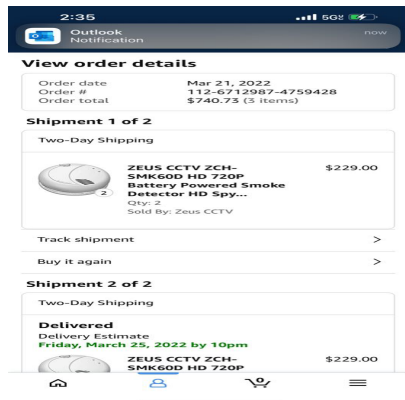 2:35
5G
Outlook
now
Notification
View order details
Order date Mar 21, 2022
Order # 112-6712987-4759428
Order total $740.73 (3 items)
Shipment 1 of 2
Two-Day Shipping
ZEUS CCTV ZCH- $229.00
SMK60D HD 720P
Battery Powered Smoke
Detector HD Spy...
2
Qty: 2
Sold By: Zeus CCTV
Track shipment >
Buy it again >
Shipment 2 of 2
Two-Day Shipping
Delivered
Delivery Estimate
Friday, March 25, 2022 by 10pm
ZEUS CCTV ZCH- $229.00
SMK60D HD 720P
0